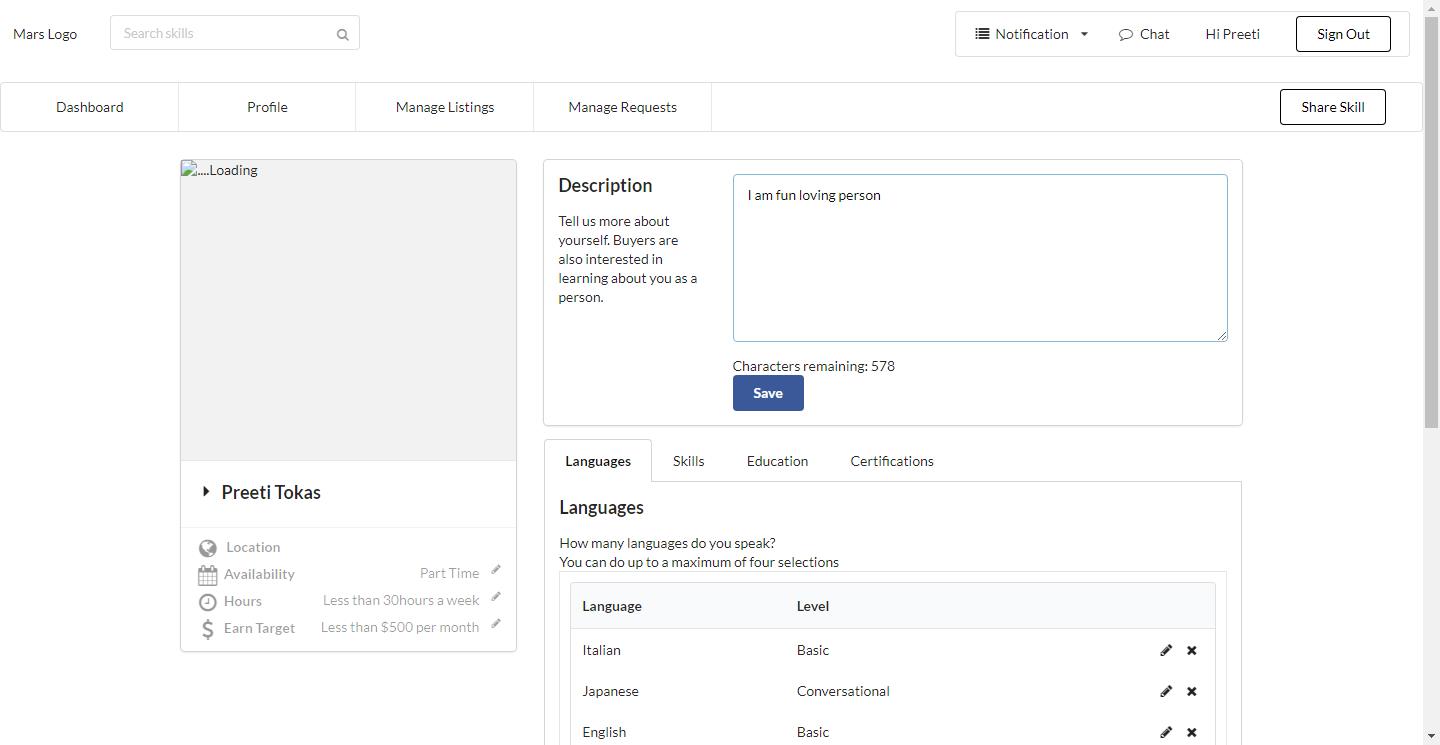 Mars Logo
Search skills
Notification
Chat
Hi Preeti
Sign Out
Dashboard
Profile
Manage Listings
Manage Requests
Share Skill
....Loading
Preeti Tokas
Location
Availability
Part Time
Hours
Less than 30hours a week
Earn Target
Less than $500 per month
Description
Tell us more about
yourself. Buyers are
also interested in
learning about you as a
person.
I am fun loving person
Characters remaining: 578
Save
Languages
Skills
Education
Certifications
Languages
How many languages do you speak?
You can do up to a maximum of four selections
Language
Level
Italian
Basic
Japanese
Conversational
English
Basic